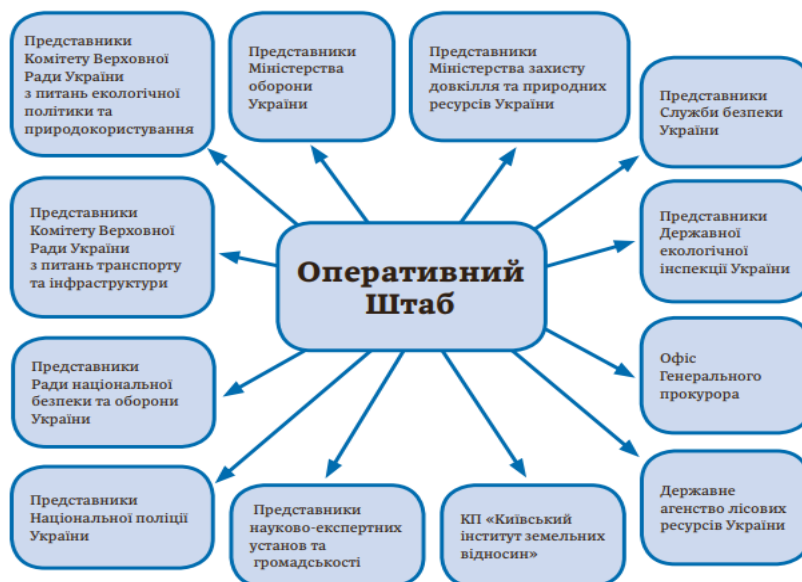 Представники
Комітету Верховної
Ради України
з питань екологічної
політики та
природокористування
Представники
Міністерства
оборони
України
Представники
Міністерства захисту
довкілля та природних
ресурсів України
Представники
Служби безпеки
України
Представники
Комітету Верховної
Ради України
з питань транспорту
та інфраструктури
Оперативний
Штаб
Представники
Державної
екологічної
інспекції України
Представники
Ради національної
безпеки та оборони
України
Офіс
Генерального
прокурора
Представники
Національної поліції
України
Представники
науково-експертних
установ та
громадськості
КП «Київський
інститут земельних
відносин»
Державне
агенство лісових
ресурсів України